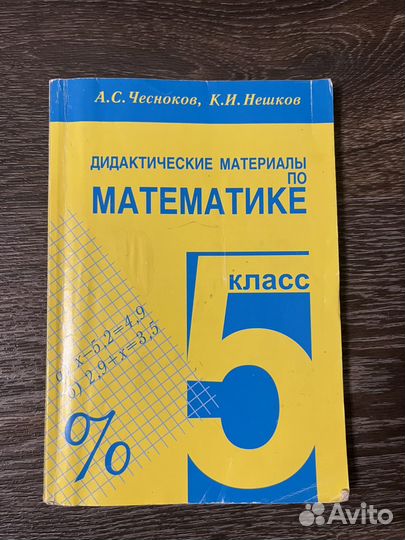 А.С. Чесноков, К.И. Нешков
ДИДАКТИЧЕСКИЕ МАТЕРИАЛЫ
ПО
МАТЕМАТИКЕ
класс
5
x−5,2=4,9
б) 2,9+x=3,5
%
Avito